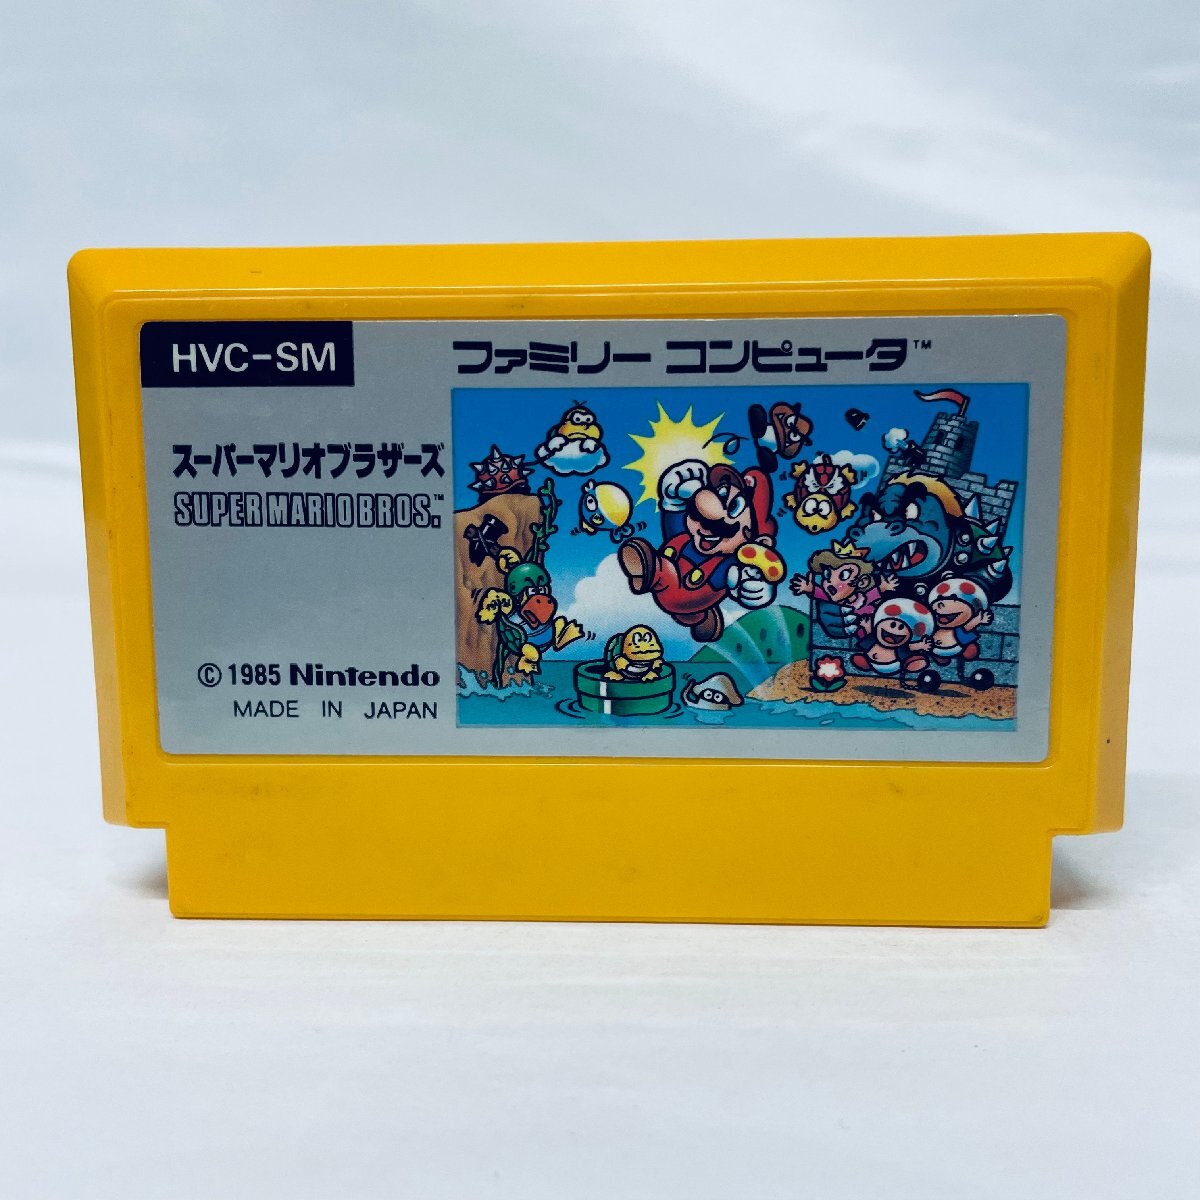 HVC-SM
ファミリー コンピュータ™
スーパーマリオブラザーズ
SUPER MARIO BROS.™
© 1985 Nintendo
MADE IN JAPAN